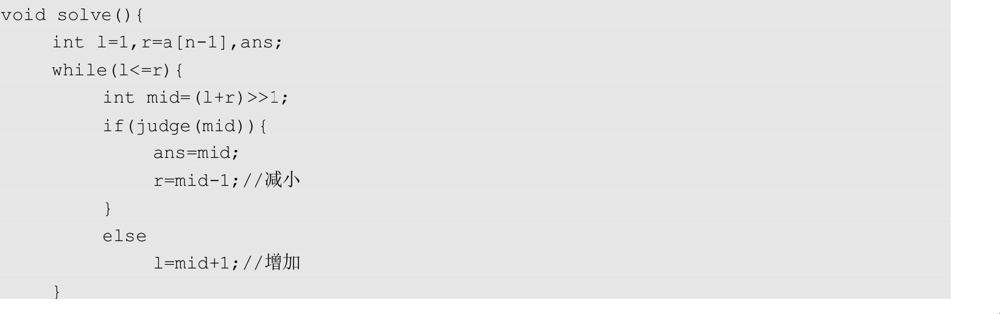 void solve(){
int l=1,r=a[n-1],ans;
while(l<=r){
int mid=(l+r)>>1;
if(judge(mid)){
ans=mid;
r=mid-1;//减小
}
else
l=mid+1;//增加
}